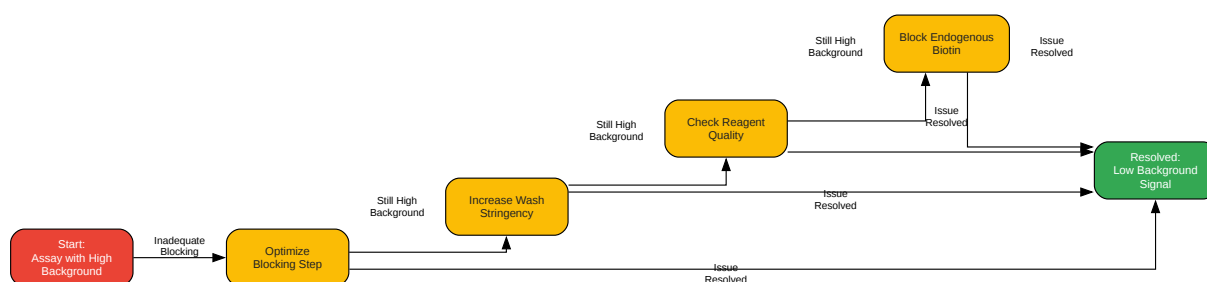 Start:
Assay with High
Background
Inadequate
Blocking
Optimize
Blocking Step
Still High
Background
Increase Wash
Stringency
Still High
Background
Check Reagent
Quality
Still High
Background
Block Endogenous
Biotin
Issue
Resolved
Issue
Resolved
Issue
Resolved
Issue
Resolved
Resolved:
Low Background
Signal